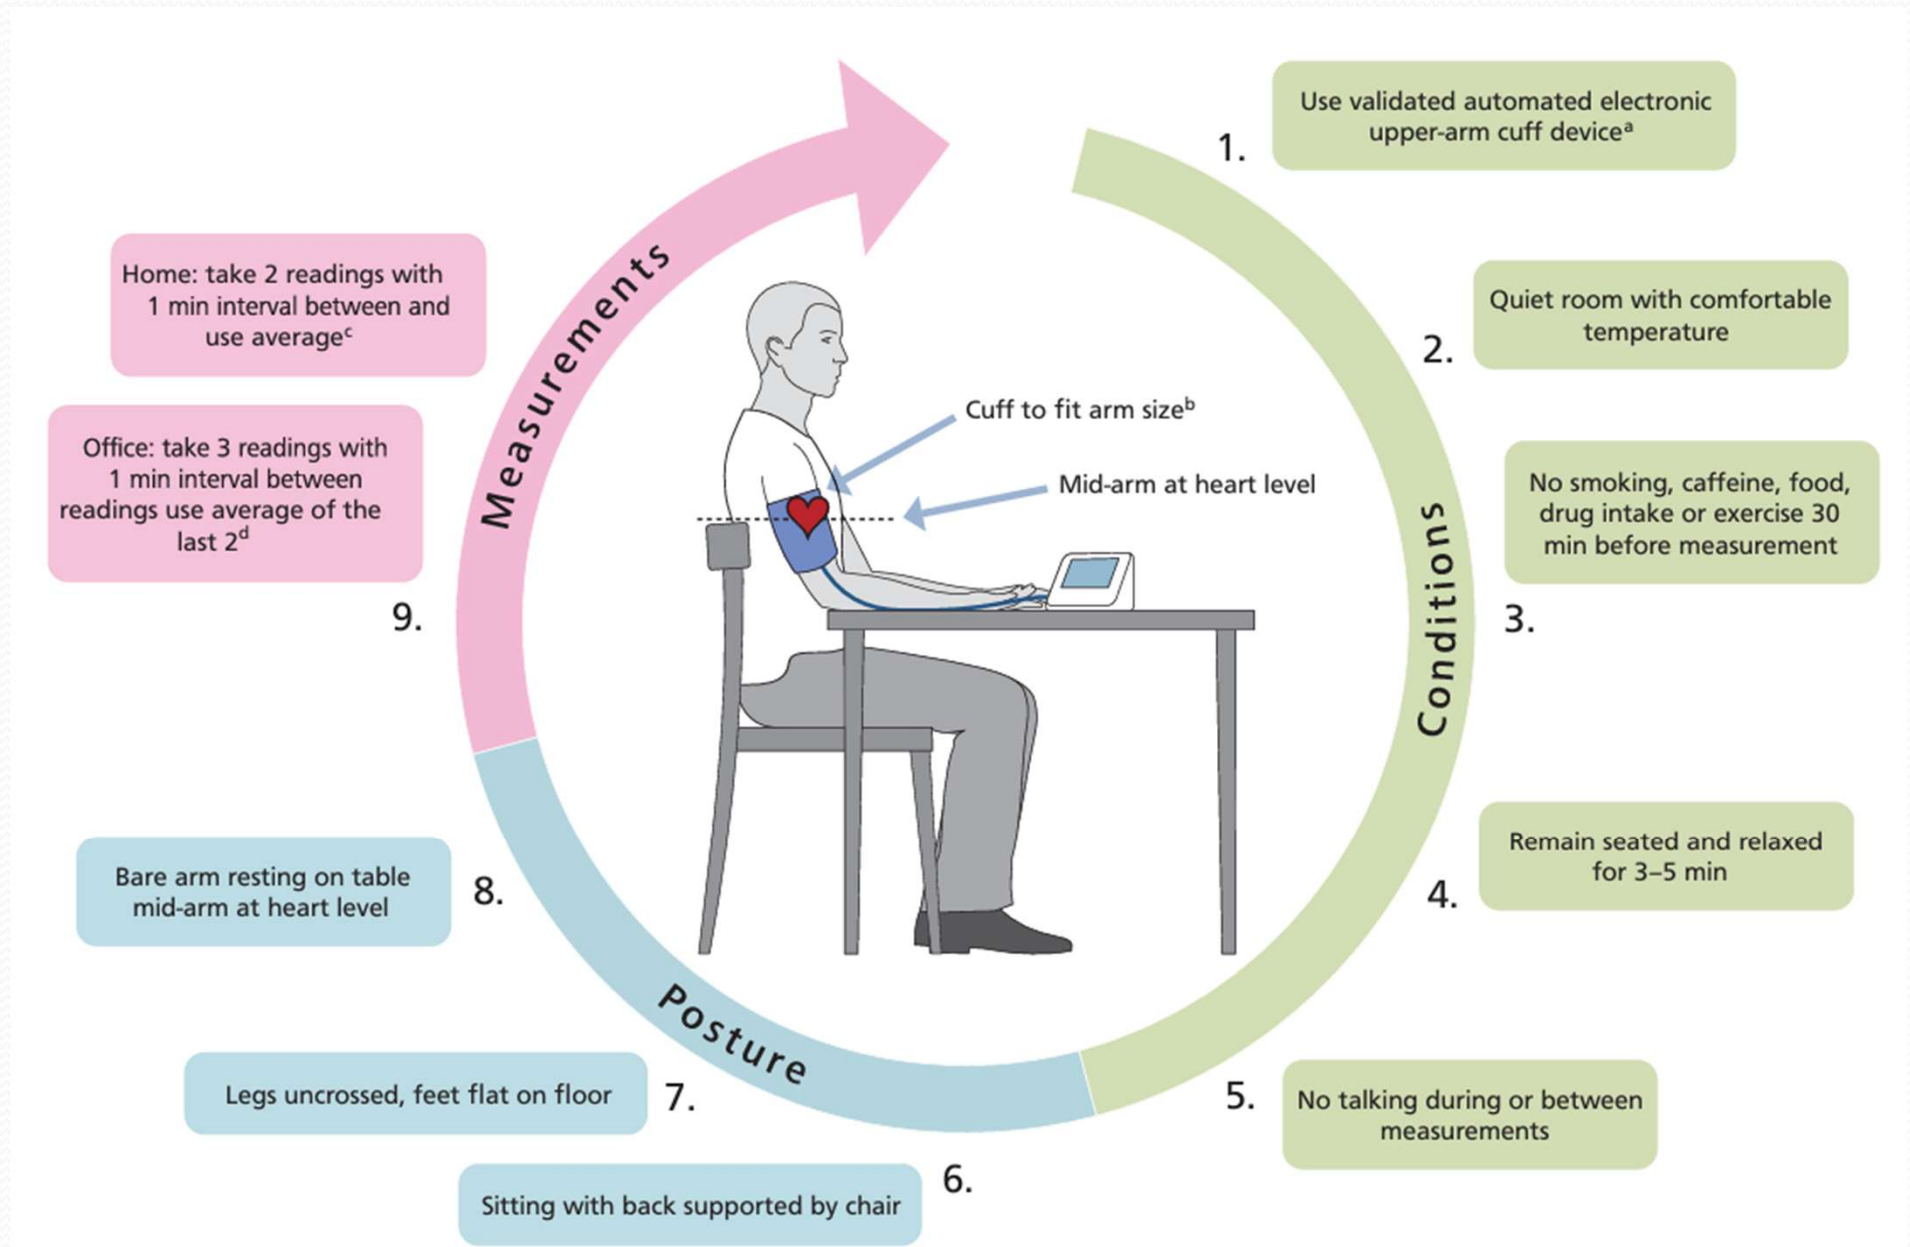 1.
Use validated automated electronic
upper-arm cuff deviceᵃ
2.
Quiet room with comfortable
temperature
3.
No smoking, caffeine, food,
drug intake or exercise 30
min before measurement
4.
Remain seated and relaxed
for 3–5 min
5.
No talking during or between
measurements
Conditions
6.
Sitting with back supported by chair
7.
Legs uncrossed, feet flat on floor
8.
Bare arm resting on table
mid-arm at heart level
Posture
9.
Office: take 3 readings with
1 min interval between
readings use average of the
last 2ᵈ
Home: take 2 readings with
1 min interval between and
use averageᶜ
Measurements
Cuff to fit arm sizeᵇ
Mid-arm at heart level